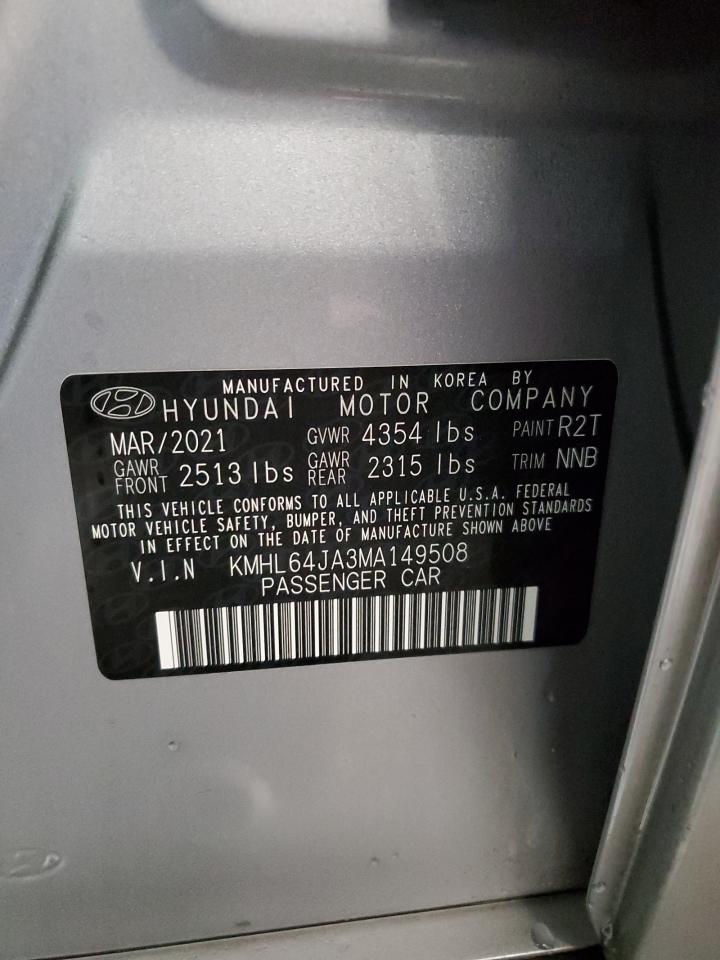 MANUFACTURED IN KOREA BY
HYUNDAI MOTOR COMPANY
MAR/2021 GVWR 4354 lbs PAINT R2T
GAWR FRONT 2513 lbs GAWR REAR 2315 lbs TRIM NNB
THIS VEHICLE CONFORMS TO ALL APPLICABLE U.S.A. FEDERAL
MOTOR VEHICLE SAFETY, BUMPER, AND THEFT PREVENTION STANDARDS
IN EFFECT ON THE DATE OF MANUFACTURE SHOWN ABOVE
V.I.N KMHL64JA3MA149508
PASSENGER CAR